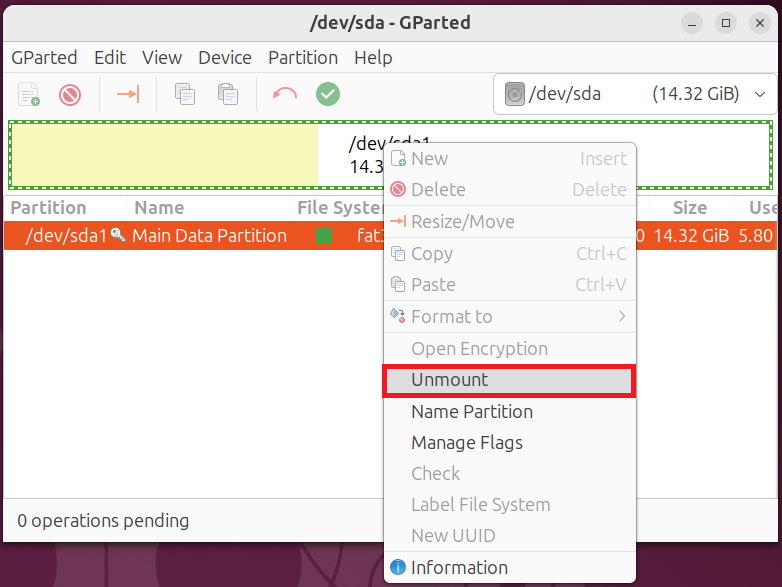 /dev/sda - GParted
GParted Edit View Device Partition Help
/dev/sda (14.32 GiB)
/dev/sda1
14.3
Partition Name File System Size Use
/dev/sda1 Main Data Partition 0 14.32 GiB 5.80
New Insert
Delete Delete
Resize/Move
Copy Ctrl+C
Paste Ctrl+V
Format to
Open Encryption
Unmount
Name Partition
Manage Flags
Check
Label File System
New UUID
Information
0 operations pending